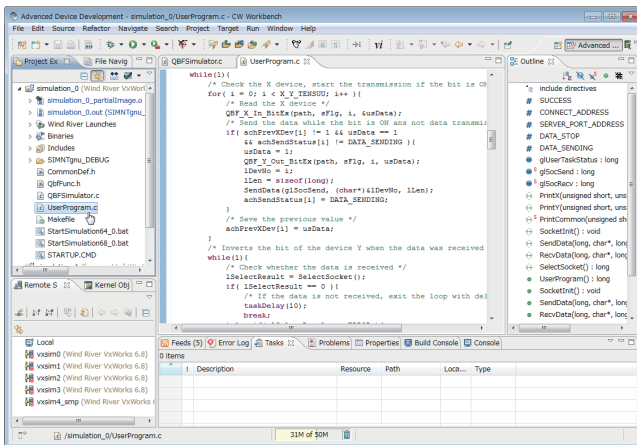 Advanced Device Development - simulation_0/UserProgram.c - CW Workbench
File Edit Source Refactor Navigate Search Project Target Run Window Help
Advanced ...
Project Ex File Navig
simulation_0 (Wind River VxWor
simulation_0_partialImage.o
simulation_0.out (SIMNTgnu_
Wind River Launches
Binaries
Includes
SIMNTgnu_DEBUG
CommonDef.h
QbfFunc.h
QBFSimulator.c
UserProgram.c
Makefile
StartSimulation64_0.bat
StartSimulation68_0.bat
STARTUP.CMD
Remote S Kernel Obj
Local
vxsim0 (Wind River VxWorks 6.8)
vxsim1 (Wind River VxWorks 6.8)
vxsim2 (Wind River VxWorks 6.8)
vxsim3 (Wind River VxWorks 6.8)
vxsim4_smp (Wind River VxWorks 6
QBFSimulator.c UserProgram.c
while(1){
/* Check the X device, start the transmission if the bit is ON
for( i = 0; i < X_Y_TENSUU; i++ ){
/* Read the X device */
QBF_X_In_BitEx(path, sFlg, i, &usData);
/* Send the data while the bit is ON ans not data transmis
if( achPrevXDev[i] != 1 && usData == 1
&& achSendStatus[i] != DATA_SENDING ){
usData = 1;
QBF_Y_Out_BitEx(path, sFlg, i, usData);
lDevNo = i;
lLen = sizeof(long);
SendData(glSocSend, (char*)&lDevNo, lLen);
achSendStatus[i] = DATA_SENDING;
}
/* Save the previous value */
achPrevXDev[i] = usData;
}
/* Inverts the bit of the device Y when the data was received
while(1){
/* Check whether the data is received */
lSelectResult = SelectSocket();
if( lSelectResult == 0 ){
/* If the data is not received, exit the loop with del
taskDelay(10);
break;
Outline
include directives
SUCCESS
CONNECT_ADDRESS
SERVER_PORT_ADDRESS
DATA_STOP
DATA_SENDING
glUserTaskStatus : long
glSocSend : long
glSocRecv : long
PrintX(unsigned short, uns
PrintY(unsigned short, uns
PrintCommon(unsigned sh
SocketInit() : void
SendData(long, char*, long
RecvData(long, char*, long
SelectSocket() : long
UserProgram() : long
SocketInit() : void
SendData(long, char*, long
RecvData(long, char*, long
Feeds (5) Error Log Tasks Problems Properties Build Console Console
0 items
! Description Resource Path Loca... Type
/simulation_0/UserProgram.c 31M of 50M